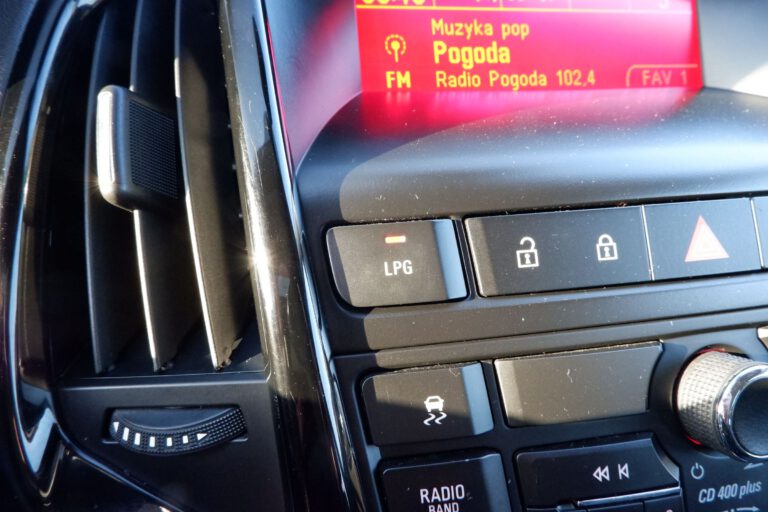 Muzyka pop
Pogoda
FM Radio Pogoda 102,4 FAV 1
LPG
RADIO
BAND
CD 400 plus